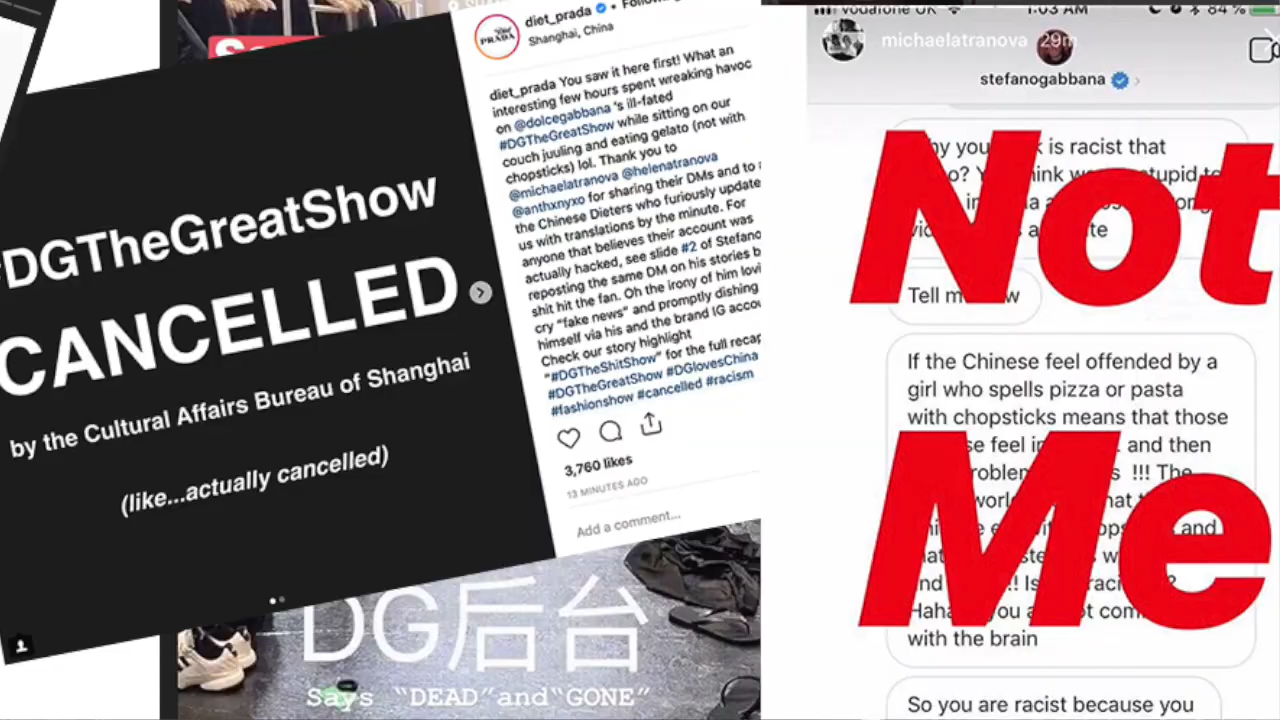 diet_prada
Shanghai, China
PRADA
diet_prada You saw it here first! What an
interesting few hours spent wreaking havoc
on @dolcegabbana 's ill-fated
#DGTheGreatShow while sitting on our
couch juuling and eating gelato (not with
chopsticks) lol. Thank you to
@michaelatranova @helenatranova
@anthxnyxo for sharing their DMs and to
the Chinese Dieters who furiously update
us with translations by the minute. For
anyone that believes their account was
actually hacked, see slide #2 of Stefano
reposting the same DM on his stories
shit hit the fan. Oh the irony of him
cry "fake news" and promptly dishing
himself via his and the brand IG
Check our story highlight
"#DGTheShitShow" for the full recap
#DGTheGreatShow #DGlovesChina
#fashionshow #cancelled #racism
3,760 likes
13 MINUTES AGO
Add a comment...
#DGTheGreatShow
CANCELLED
by the Cultural Affairs Bureau of Shanghai
(like...actually cancelled)
DG后台
Says “DEAD”and“GONE”
vodafone UK
1:03 AM
84%
michaelatranova 29m
stefanogabbana
Not
Me
is racist that
Tell
If the Chinese feel offended by a
girl who spells pizza or pasta
with chopsticks means that those
feel and then
!!! The
and
with the brain
So you are racist because you